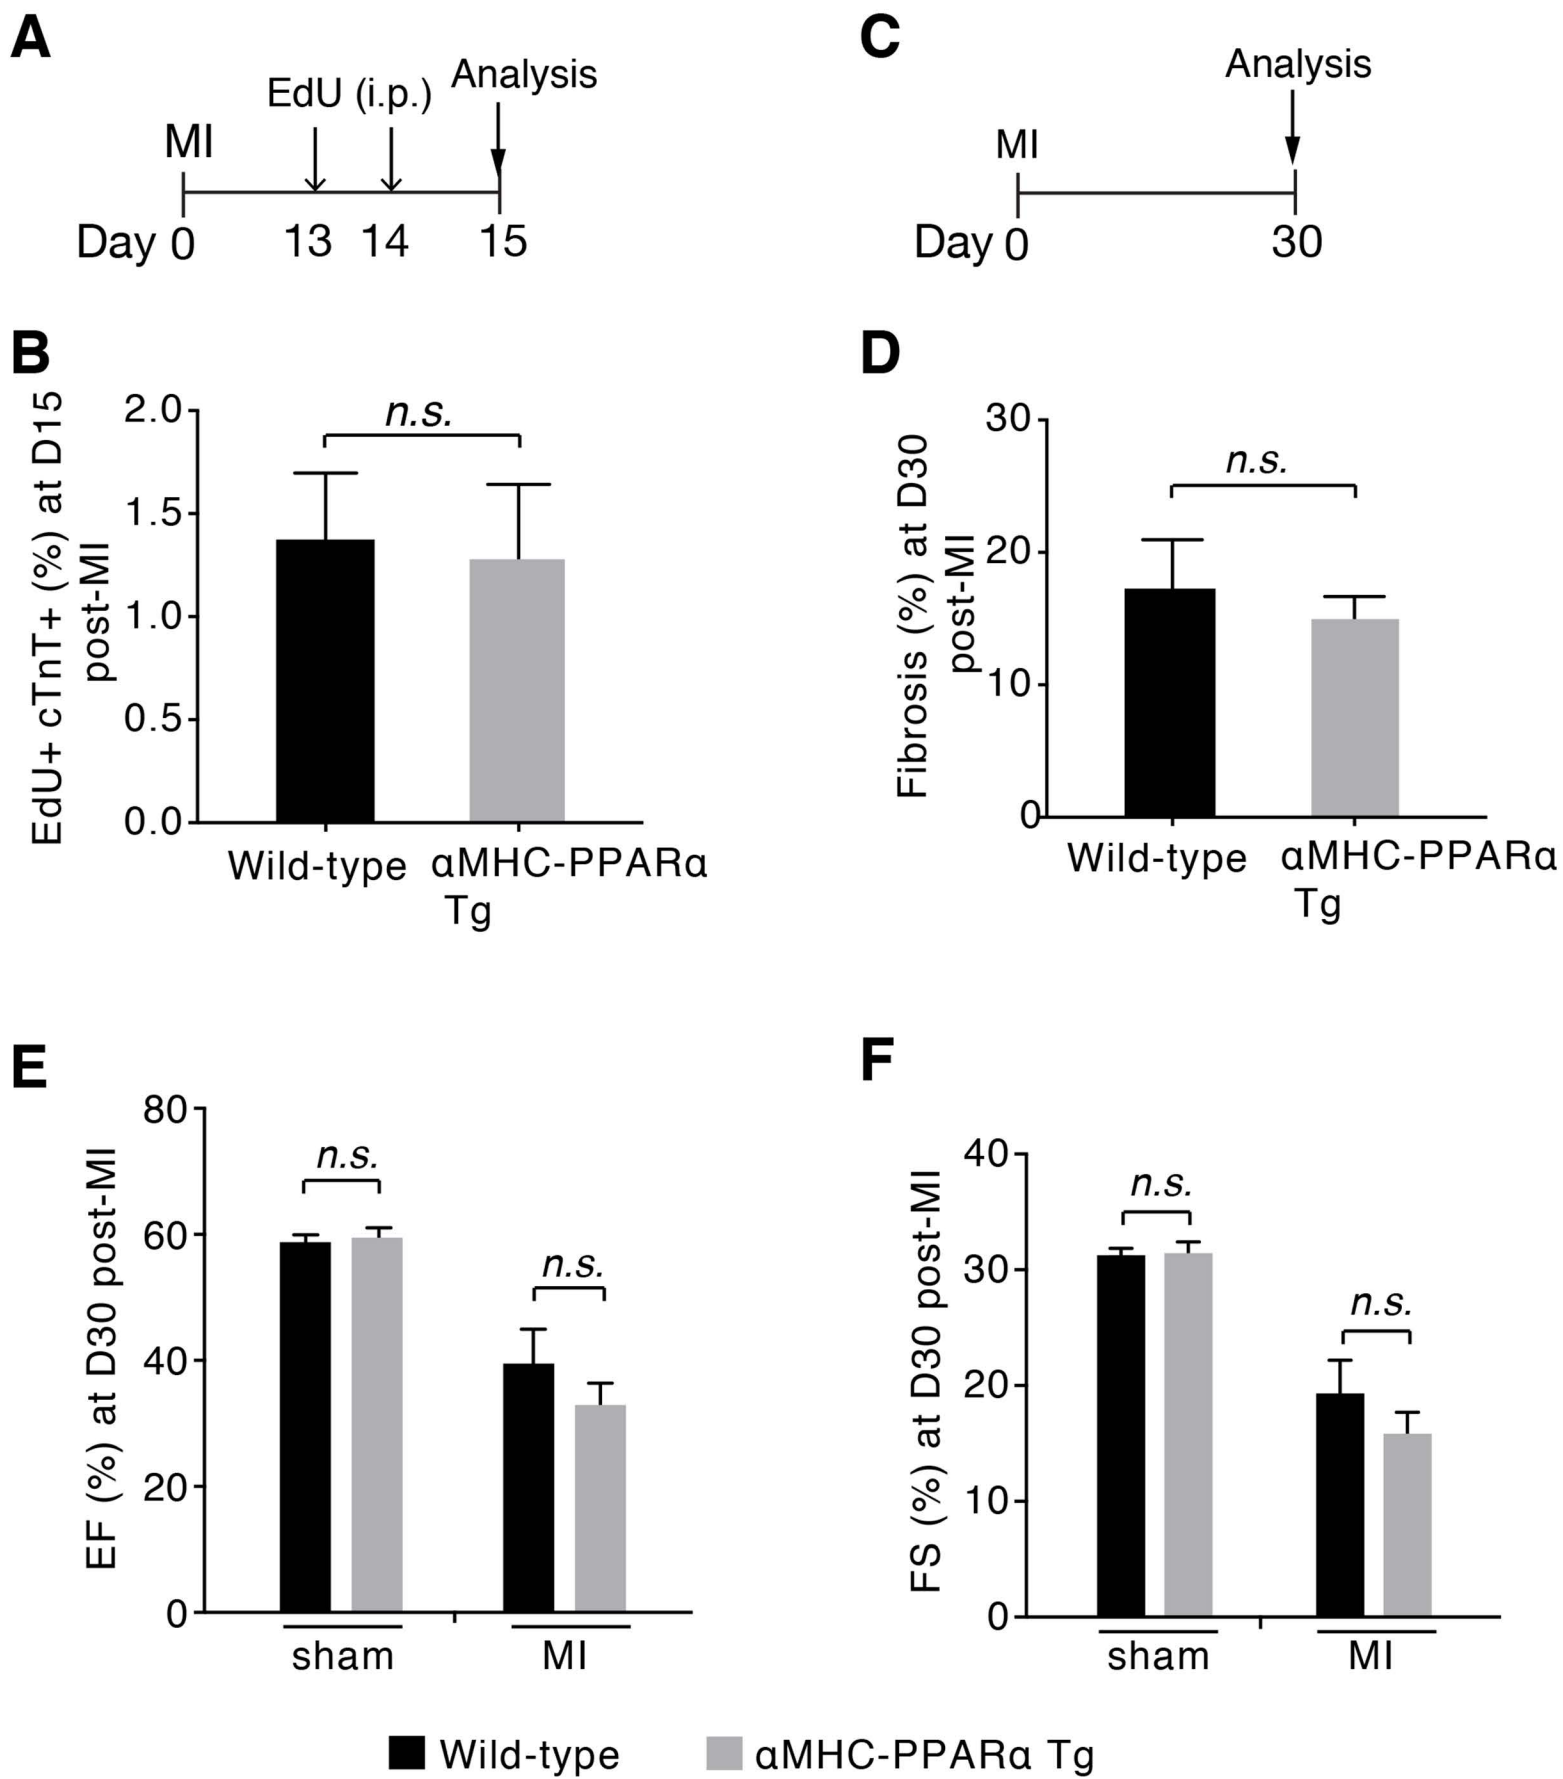 A
MI
EdU (i.p.)
Analysis
Day 0
13
14
15
C
MI
Analysis
Day 0
30
B
EdU+ cTnT+ (%) at D15
post-MI
2.0
1.5
1.0
0.5
0.0
n.s.
Wild-type
αMHC-PPARα
Tg
D
Fibrosis (%) at D30
post-MI
30
20
10
0
n.s.
Wild-type
αMHC-PPARα
Tg
E
EF (%) at D30 post-MI
80
60
40
20
0
n.s.
n.s.
sham
MI
F
FS (%) at D30 post-MI
40
30
20
10
0
n.s.
n.s.
sham
MI
Wild-type
αMHC-PPARα Tg